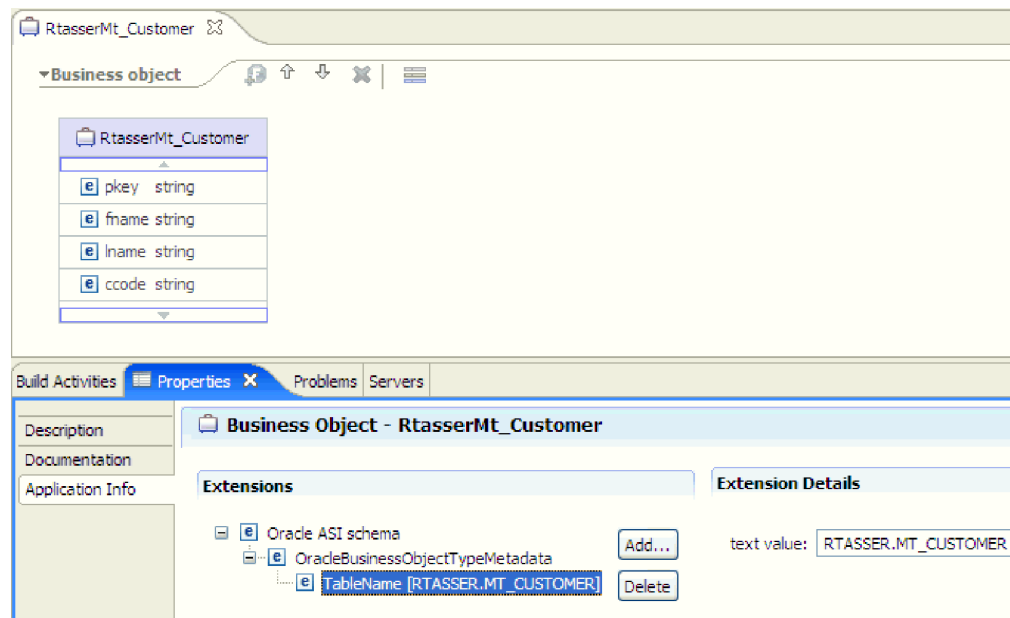 RtasserMt_Customer
Business object
RtasserMt_Customer
e pkey string
e fname string
e lname string
e ccode string
Build Activities Properties Problems Servers
Description
Documentation
Application Info
Business Object - RtasserMt_Customer
Extensions
e Oracle ASI schema
e OracleBusinessObjectTypeMetadata
e TableName [RTASSER.MT_CUSTOMER]
Add...
Delete
Extension Details
text value: RTASSER.MT_CUSTOMER